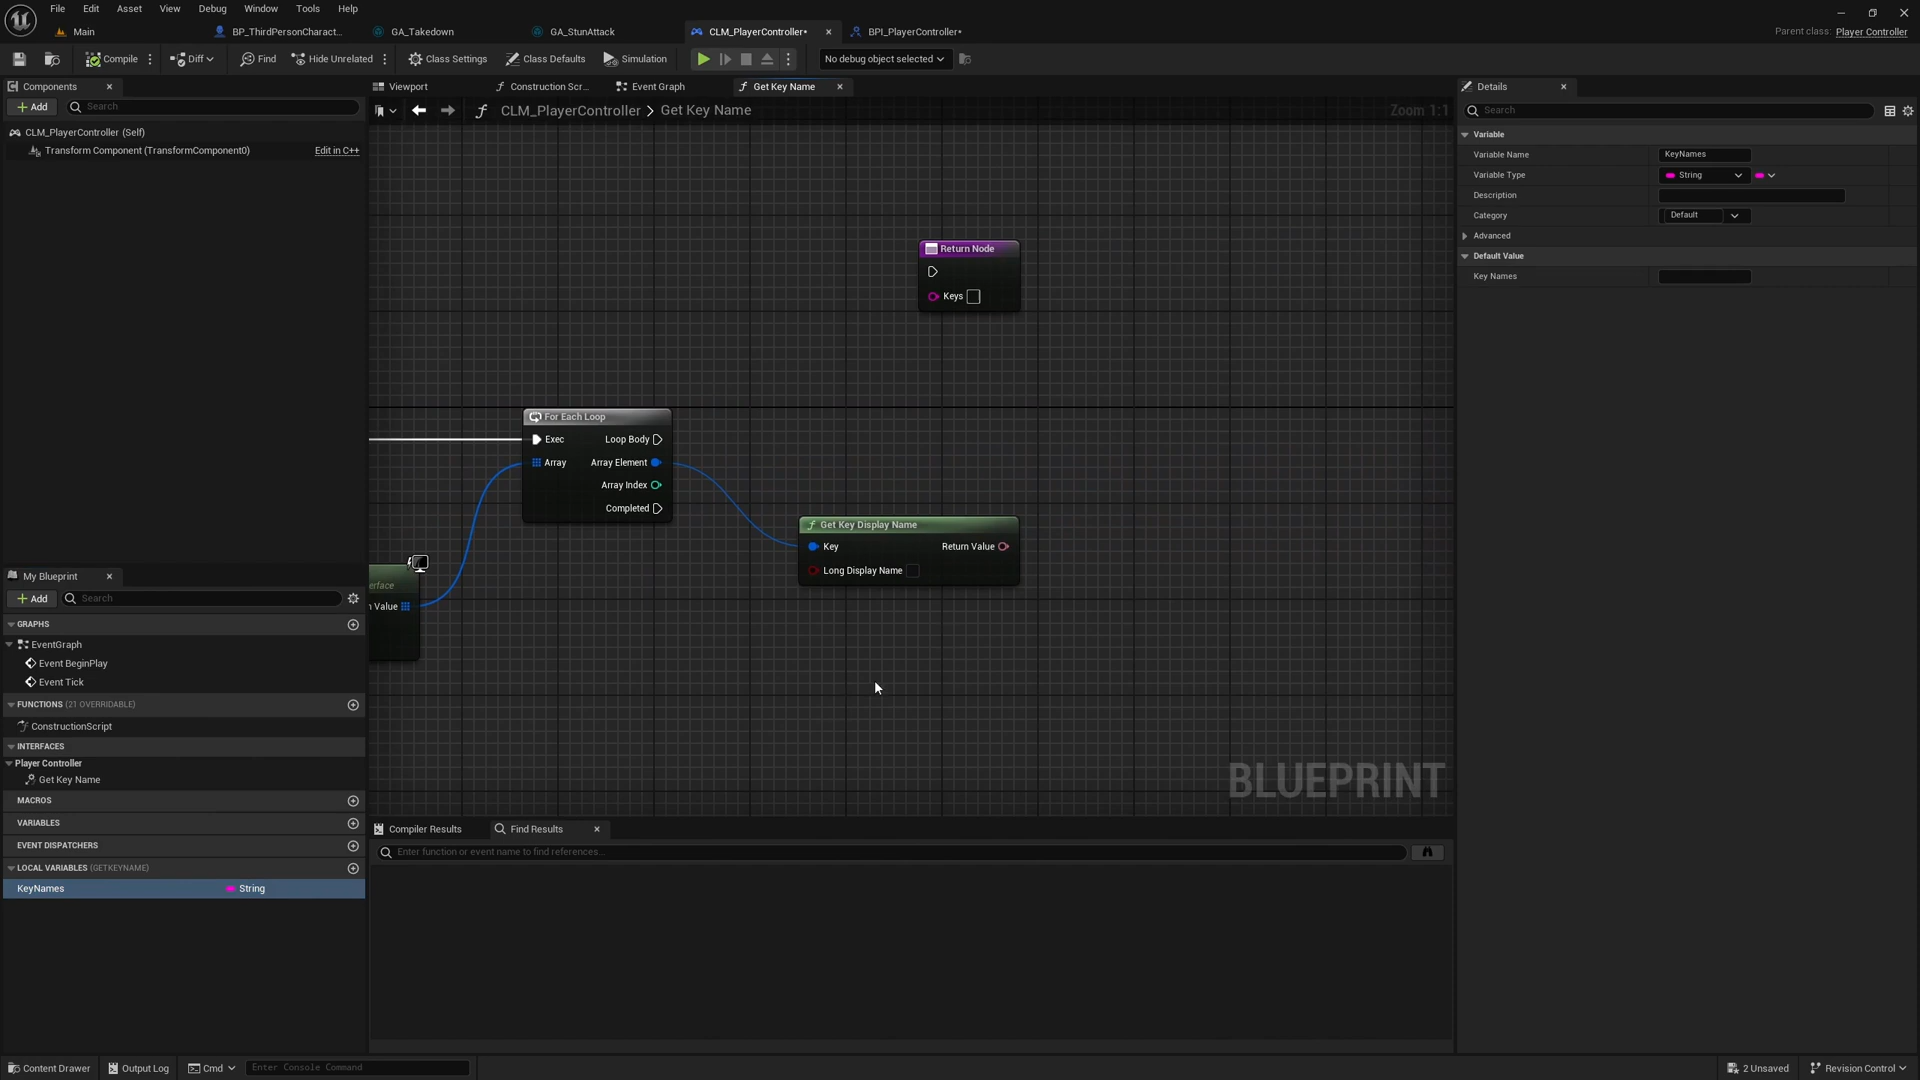 File Edit Asset View Debug Window Tools Help
Main BP_ThirdPersonCharact... GA_Takedown GA_StunAttack CLM_PlayerController• BPI_PlayerController• Parent class: Player Controller
Compile Diff Find Hide Unrelated Class Settings Class Defaults Simulation No debug object selected
Components Viewport Construction Scr... Event Graph Get Key Name Details
Add Search CLM_PlayerController > Get Key Name Zoom 1:1 Search
CLM_PlayerController (Self) Variable
Transform Component (TransformComponent0) Edit in C++ Variable Name KeyNames
Variable Type String
Description
Category Default
Advanced
Return Node Default Value
Key Names
Keys
For Each Loop
Exec Loop Body
Array Array Element
Array Index
Completed
Get Key Display Name
Key Return Value
Long Display Name
erface
n Value
BLUEPRINT
My Blueprint
Add Search
GRAPHS
EventGraph
Event BeginPlay
Event Tick
FUNCTIONS (21 OVERRIDABLE)
ConstructionScript
INTERFACES
Player Controller
Get Key Name
MACROS
VARIABLES
EVENT DISPATCHERS
LOCAL VARIABLES (GETKEYNAME)
KeyNames String
Compiler Results Find Results
Enter function or event name to find references...
Content Drawer Output Log Cmd Enter Console Command 2 Unsaved Revision Control